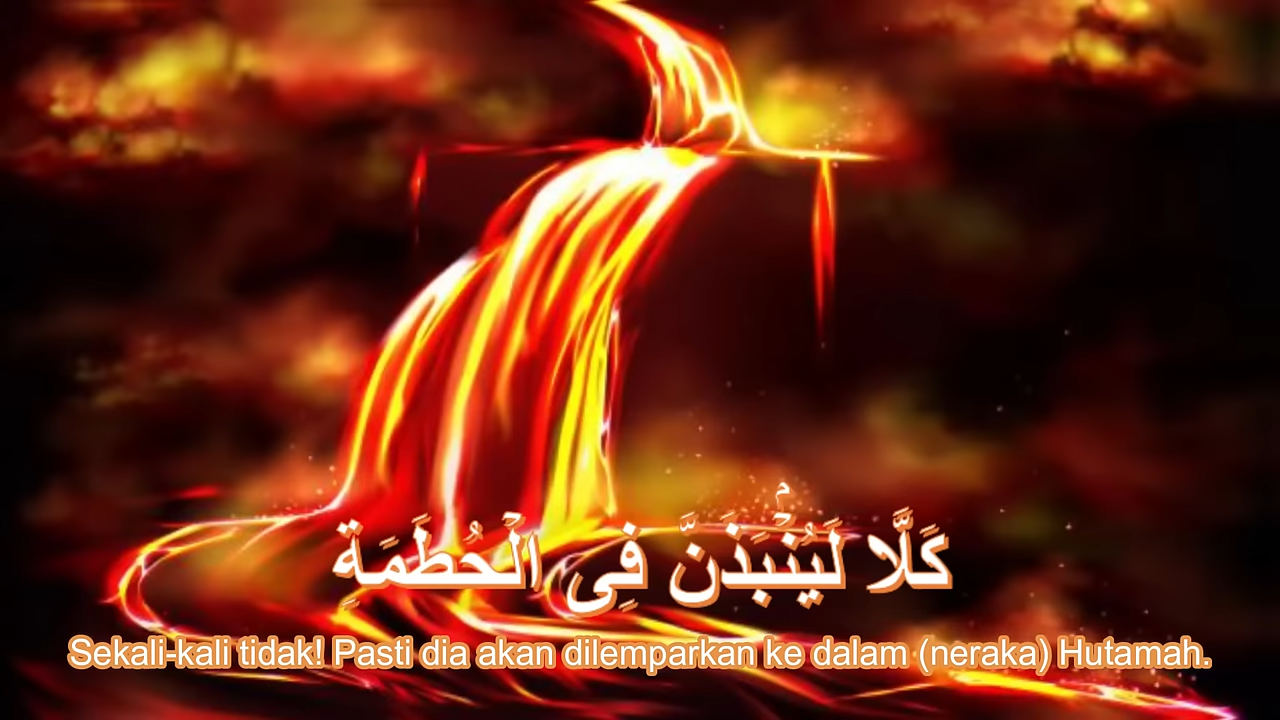 كَلَّا لَيُنْۢبَذَنَّ فِى الْحُطَمَةِ
Sekali-kali tidak! Pasti dia akan dilemparkan ke dalam (neraka) Hutamah.